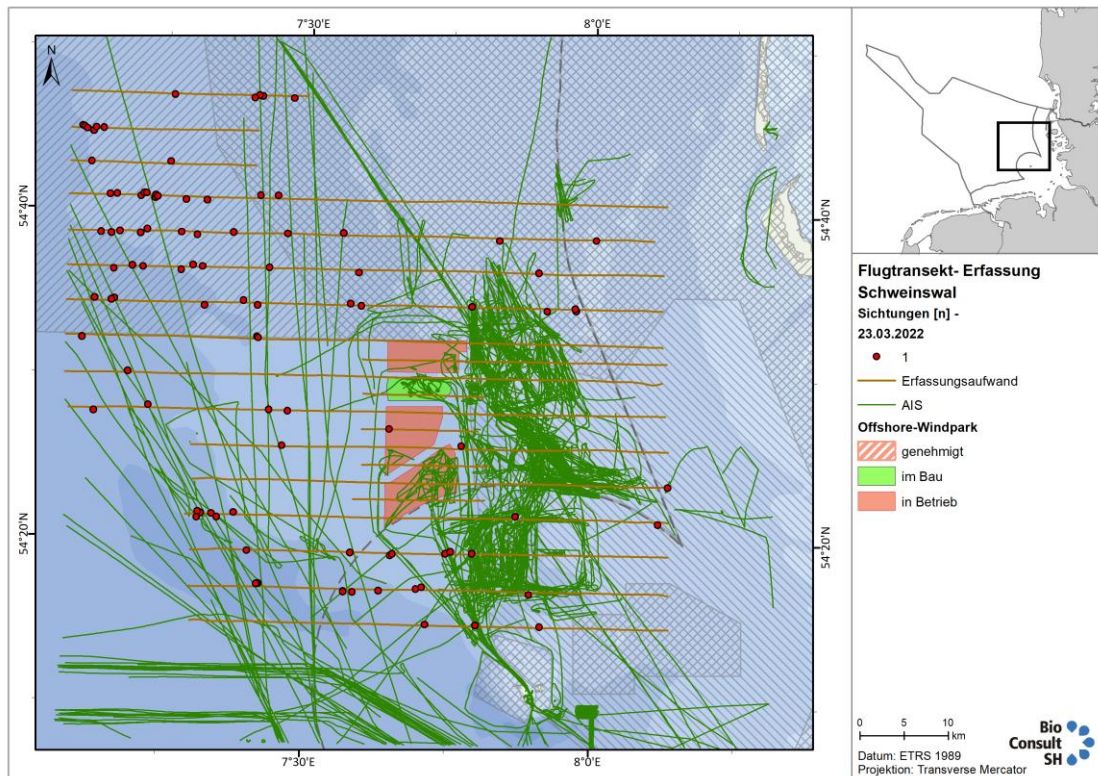 7°30'E
8°0'E
N
54°40'N
54°40'N
54°20'N
54°20'N
7°30'E
8°0'E
Flugtransekt- Erfassung
Schweinswal
Sichtungen [n] -
23.03.2022
1
Erfassungsaufwand
AIS
Offshore-Windpark
genehmigt
im Bau
in Betrieb
0 5 10
km
Datum: ETRS 1989
Projektion: Transverse Mercator
Bio
Consult
SH